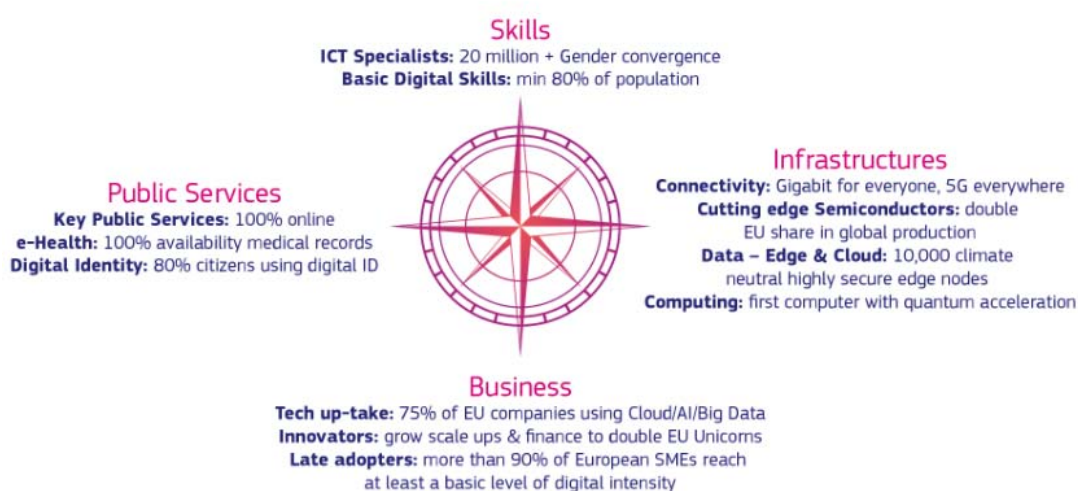 Skills
ICT Specialists: 20 million + Gender convergence
Basic Digital Skills: min 80% of population
Public Services
Key Public Services: 100% online
e-Health: 100% availability medical records
Digital Identity: 80% citizens using digital ID
Infrastructures
Connectivity: Gigabit for everyone, 5G everywhere
Cutting edge Semiconductors: double
EU share in global production
Data – Edge & Cloud: 10,000 climate
neutral highly secure edge nodes
Computing: first computer with quantum acceleration
Business
Tech up-take: 75% of EU companies using Cloud/AI/Big Data
Innovators: grow scale ups & finance to double EU Unicorns
Late adopters: more than 90% of European SMEs reach
at least a basic level of digital intensity